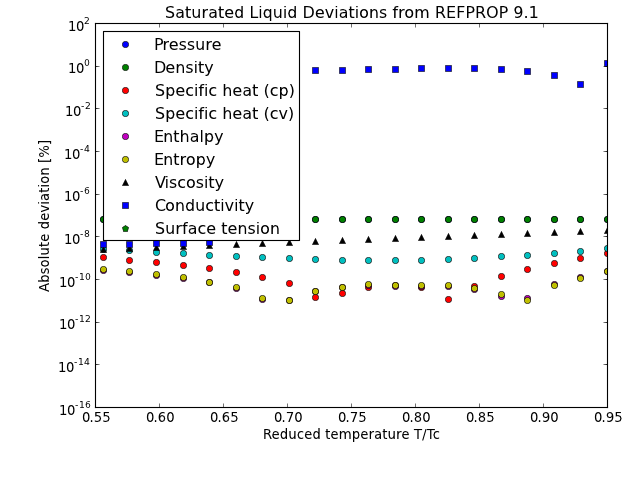 Saturated Liquid Deviations from REFPROP 9.1
10^2
10^0
10^-2
10^-4
10^-6
10^-8
10^-10
10^-12
10^-14
10^-16
Absolute deviation [%]
Pressure
Density
Specific heat (cp)
Specific heat (cv)
Enthalpy
Entropy
Viscosity
Conductivity
Surface tension
0.55 0.60 0.65 0.70 0.75 0.80 0.85 0.90 0.95
Reduced temperature T/Tc